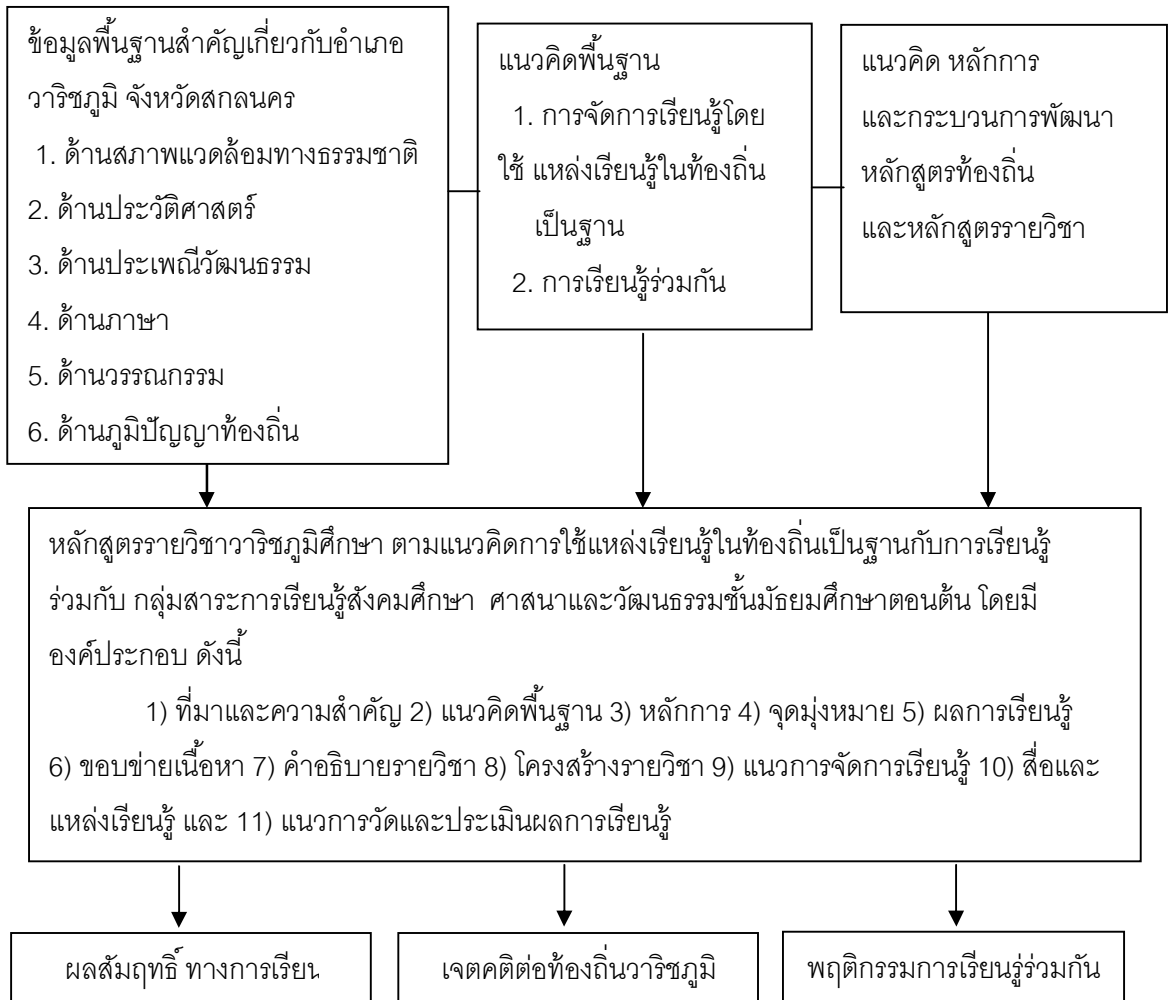 ข้อมูลพื้นฐานสำคัญเกี่ยวกับอำเภอ
วาริชภูมิ จังหวัดสกลนคร
1. ด้านสภาพแวดล้อมทางธรรมชาติ
2. ด้านประวัติศาสตร์
3. ด้านประเพณีวัฒนธรรม
4. ด้านภาษา
5. ด้านวรรณกรรม
6. ด้านภูมิปัญญาท้องถิ่น
แนวคิดพื้นฐาน
1. การจัดการเรียนรู้โดย
ใช้ แหล่งเรียนรู้ในท้องถิ่น
เป็นฐาน
2. การเรียนรู้ร่วมกัน
แนวคิด หลักการ
และกระบวนการพัฒนา
หลักสูตรท้องถิ่น
และหลักสูตรรายวิชา
หลักสูตรรายวิชาวาริชภูมิศึกษา ตามแนวคิดการใช้แหล่งเรียนรู้ในท้องถิ่นเป็นฐานกับการเรียนรู้
ร่วมกับ กลุ่มสาระการเรียนรู้สังคมศึกษา ศาสนาและวัฒนธรรมชั้นมัธยมศึกษาตอนต้น โดยมี
องค์ประกอบ ดังนี้
1) ที่มาและความสำคัญ 2) แนวคิดพื้นฐาน 3) หลักการ 4) จุดมุ่งหมาย 5) ผลการเรียนรู้
6) ขอบข่ายเนื้อหา 7) คำอธิบายรายวิชา 8) โครงสร้างรายวิชา 9) แนวการจัดการเรียนรู้ 10) สื่อและ
แหล่งเรียนรู้ และ 11) แนวการวัดและประเมินผลการเรียนรู้
ผลสัมฤทธิ์ ทางการเรียน
เจตคติต่อท้องถิ่นวาริชภูมิ
พฤติกรรมการเรียนรู่ร่วมกัน